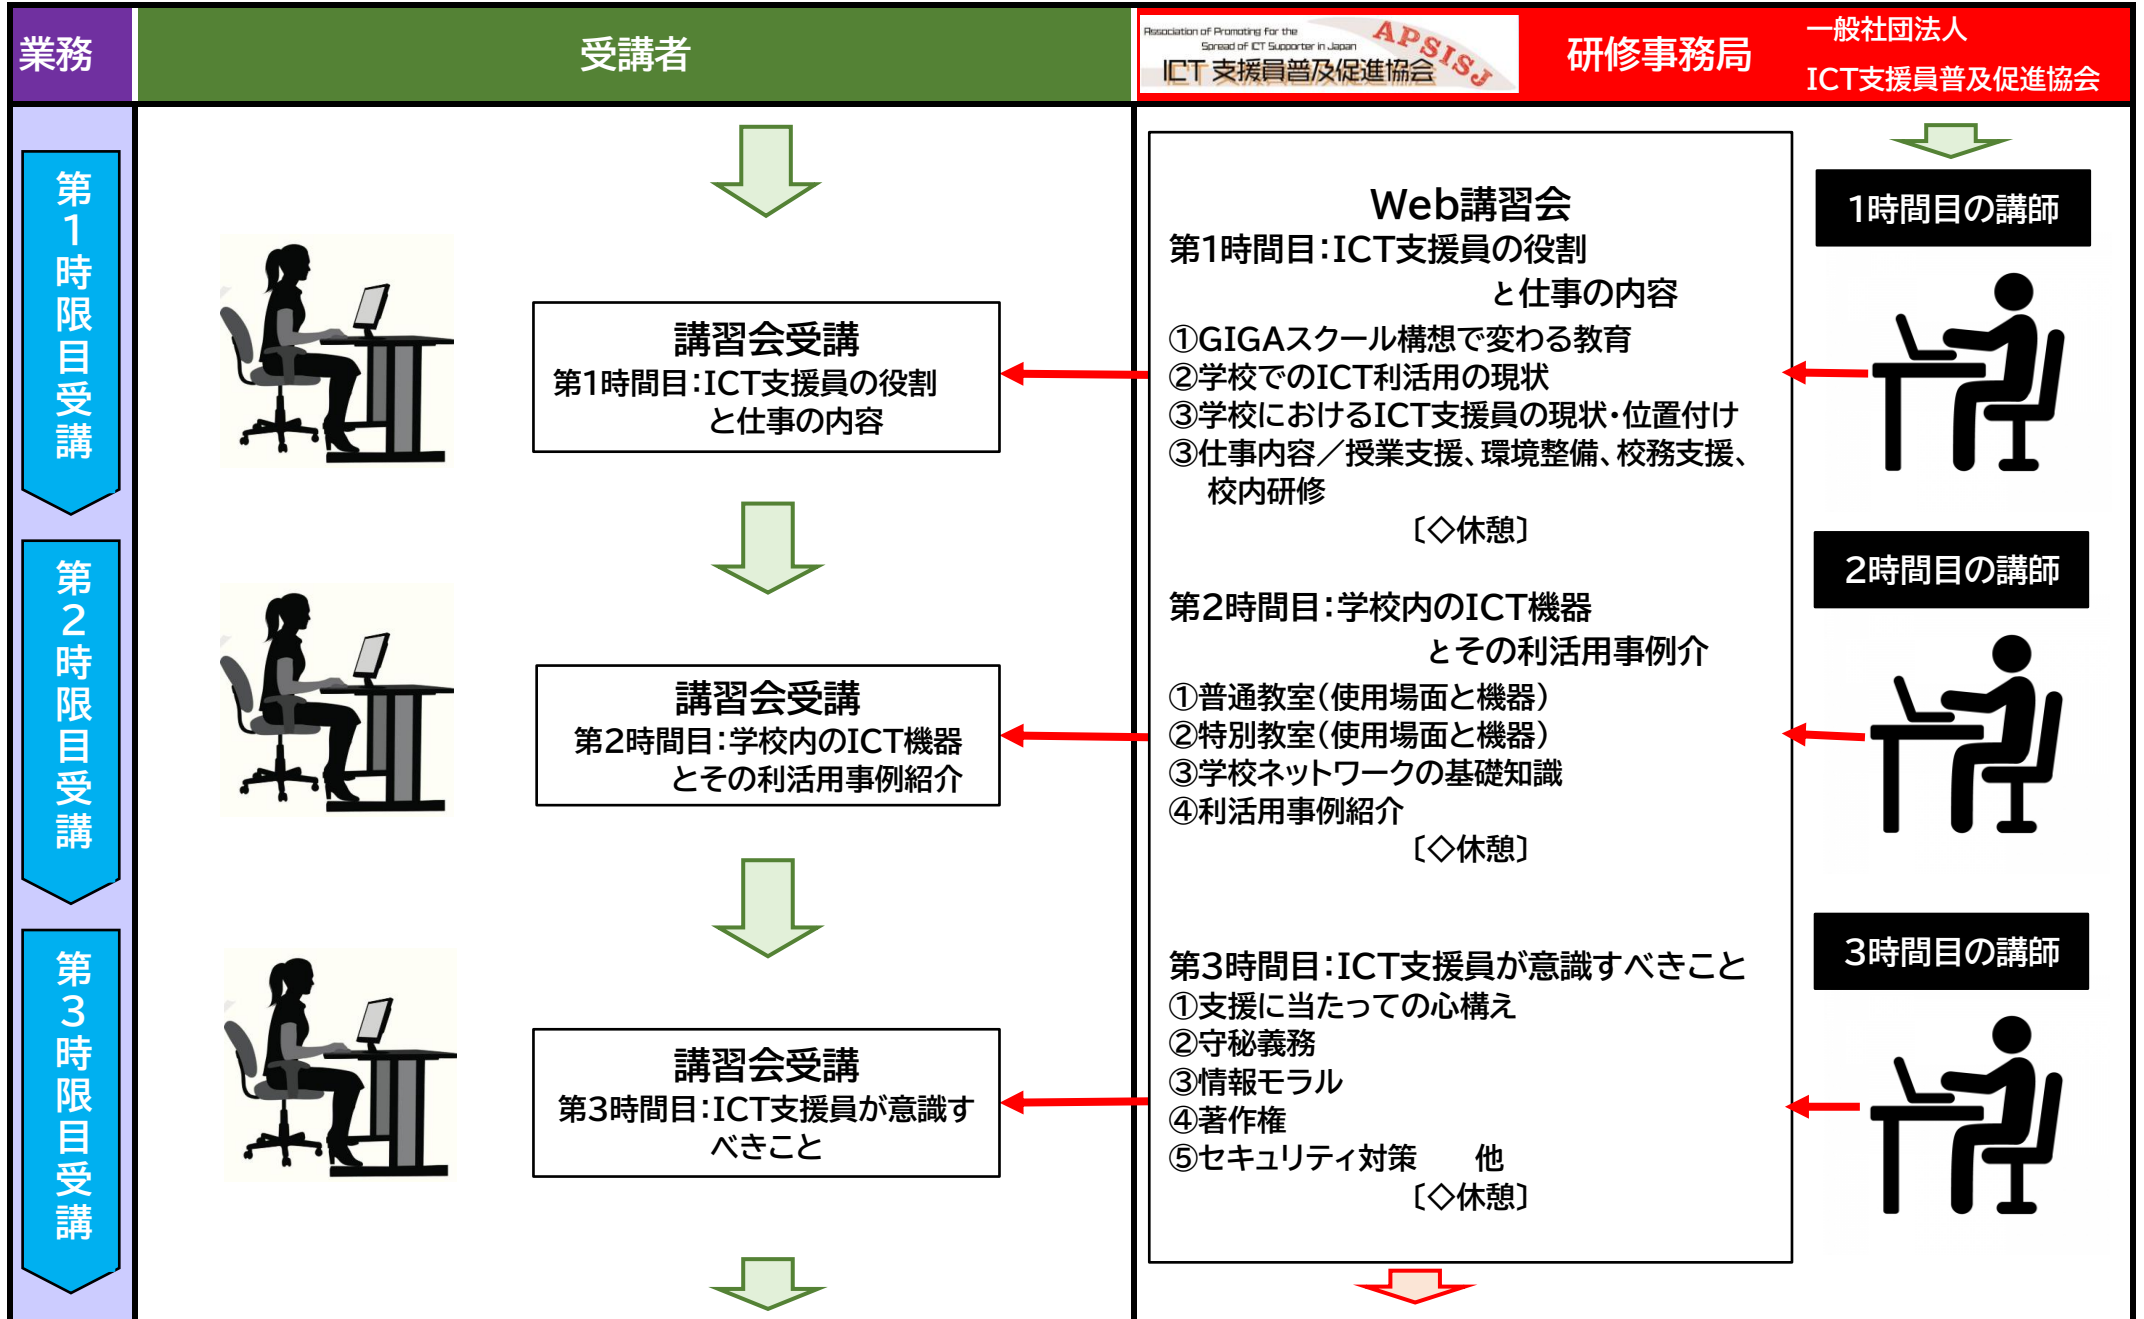 業務
受講者
Association of Promoting for the
Spread of ICT Supporter in Japan
APSISJ
ICT 支援員普及促進協会
研修事務局
一般社団法人
ICT支援員普及促進協会
第1時限目受講
講習会受講
第1時間目：ICT支援員の役割
と仕事の内容
Web講習会
第1時間目：ICT支援員の役割
と仕事の内容
①GIGAスクール構想で変わる教育
②学校でのICT利活用の現状
③学校におけるICT支援員の現状・位置付け
③仕事内容／授業支援、環境整備、校務支援、
校内研修
〔◇休憩〕
1時間目の講師
第2時限目受講
講習会受講
第2時間目：学校内のICT機器
とその利活用事例紹介
第2時間目：学校内のICT機器
とその利活用事例介
①普通教室（使用場面と機器）
②特別教室（使用場面と機器）
③学校ネットワークの基礎知識
④利活用事例紹介
〔◇休憩〕
2時間目の講師
第3時限目受講
講習会受講
第3時間目：ICT支援員が意識す
べきこと
第3時間目：ICT支援員が意識すべきこと
①支援に当たっての心構え
②守秘義務
③情報モラル
④著作権
⑤セキュリティ対策　　他
〔◇休憩〕
3時間目の講師